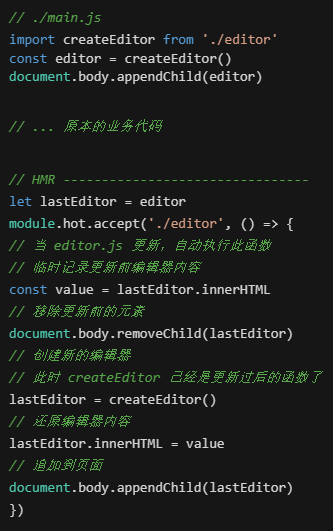 // ./main.js
import createEditor from './editor'
const editor = createEditor()
document.body.appendChild(editor)
// ... 原本的业务代码
// HMR --------------------------------
let lastEditor = editor
module.hot.accept('./editor', () => {
// 当 editor.js 更新，自动执行此函数
// 临时记录更新前编辑器内容
const value = lastEditor.innerHTML
// 移除更新前的元素
document.body.removeChild(lastEditor)
// 创建新的编辑器
// 此时 createEditor 已经是更新过后的函数了
lastEditor = createEditor()
// 还原编辑器内容
lastEditor.innerHTML = value
// 追加到页面
document.body.appendChild(lastEditor)
})